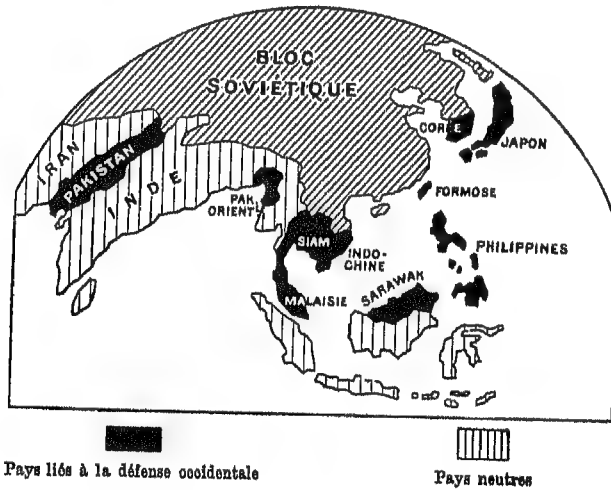 BLOC
SOVIÉTIQUE
CORÉE
JAPON
IRAN
PAKISTAN
INDE
PAK.
ORIENTl
FORMOSE
SIAM
INDO-
CHINE
PHILIPPINES
MALAISIE
SARAWAK
Pays liés à la défense occidentale
Pays neutres